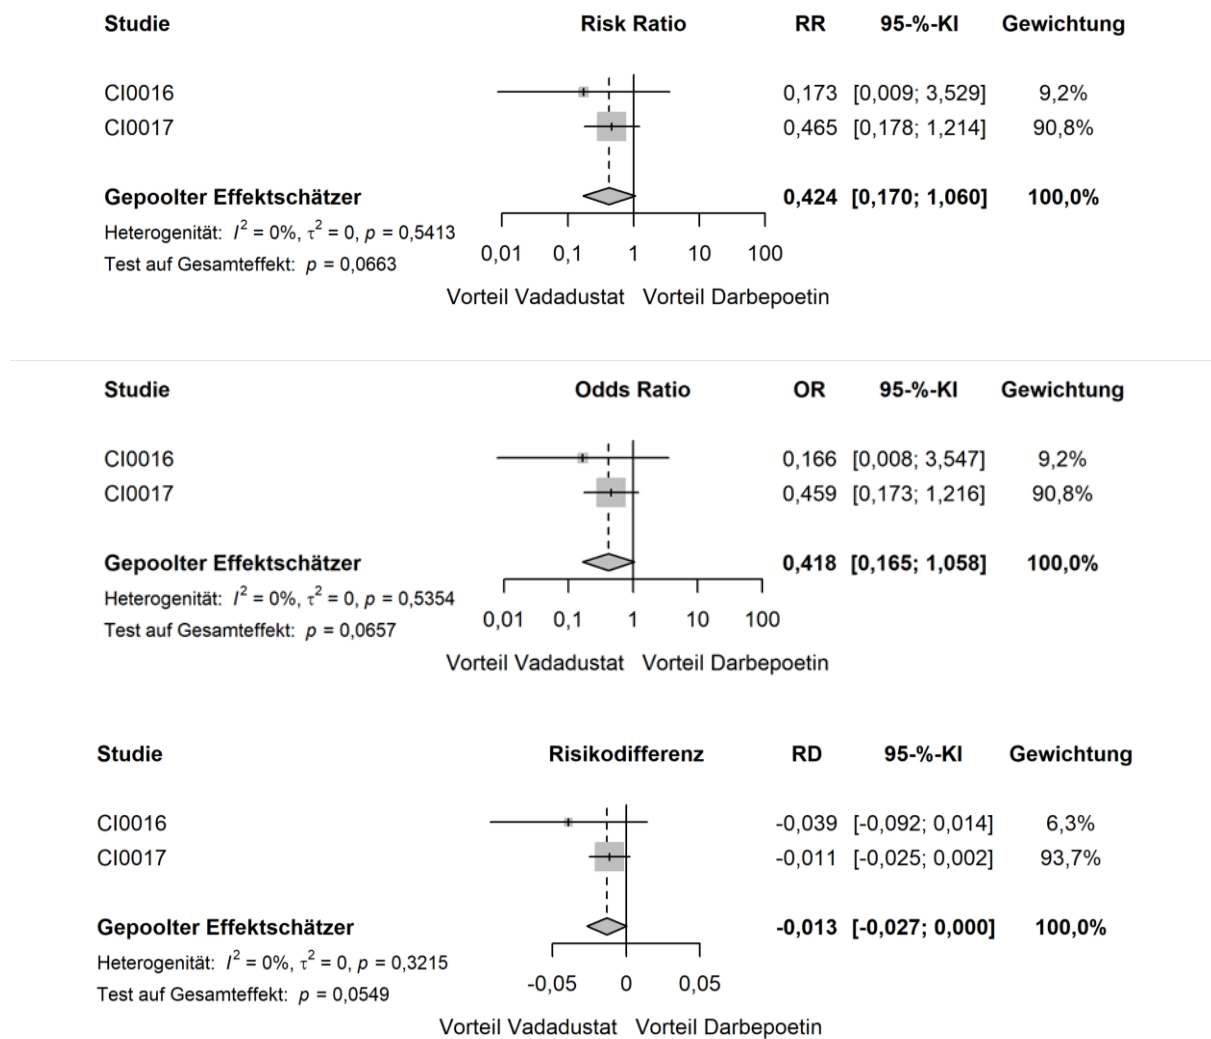 Studie Risk Ratio RR 95-%-KI Gewichtung
CI0016 0,173 [0,009; 3,529] 9,2%
CI0017 0,465 [0,178; 1,214] 90,8%
Gepoolter Effektschätzer 0,424 [0,170; 1,060] 100,0%
Heterogenität: I² = 0%, τ² = 0, p = 0,5413
Test auf Gesamteffekt: p = 0,0663
0,01 0,1 1 10 100
Vorteil Vadadustat Vorteil Darbepoetin
Studie Odds Ratio OR 95-%-KI Gewichtung
CI0016 0,166 [0,008; 3,547] 9,2%
CI0017 0,459 [0,173; 1,216] 90,8%
Gepoolter Effektschätzer 0,418 [0,165; 1,058] 100,0%
Heterogenität: I² = 0%, τ² = 0, p = 0,5354
Test auf Gesamteffekt: p = 0,0657
0,01 0,1 1 10 100
Vorteil Vadadustat Vorteil Darbepoetin
Studie Risikodifferenz RD 95-%-KI Gewichtung
CI0016 -0,039 [-0,092; 0,014] 6,3%
CI0017 -0,011 [-0,025; 0,002] 93,7%
Gepoolter Effektschätzer -0,013 [-0,027; 0,000] 100,0%
Heterogenität: I² = 0%, τ² = 0, p = 0,3215
Test auf Gesamteffekt: p = 0,0549
-0,05 0 0,05
Vorteil Vadadustat Vorteil Darbepoetin